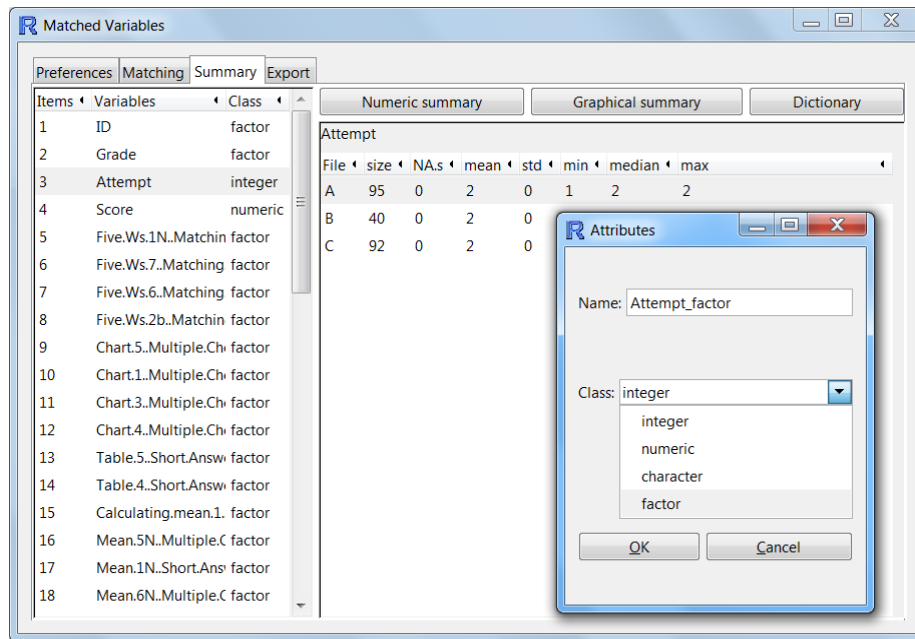 Matched Variables
Preferences Matching Summary Export
Items Variables Class
1 ID factor
2 Grade factor
3 Attempt integer
4 Score numeric
5 Five.Ws.1N..Matchin factor
6 Five.Ws.7..Matching factor
7 Five.Ws.6..Matching factor
8 Five.Ws.2b..Matchin factor
9 Chart.5..Multiple.Ch factor
10 Chart.1..Multiple.Ch factor
11 Chart.3..Multiple.Ch factor
12 Chart.4..Multiple.Ch factor
13 Table.5..Short.Answ factor
14 Table.4..Short.Answ factor
15 Calculating.mean.1. factor
16 Mean.5N..Multiple.C factor
17 Mean.1N..Short.Ans factor
18 Mean.6N..Multiple.C factor
Numeric summary Graphical summary Dictionary
Attempt
File size NA.s mean std min median max
A 95 0 2 0 1 2 2
B 40 0 2 0
C 92 0 2 0
Attributes
Name: Attempt_factor
Class: integer
integer
numeric
character
factor
OK Cancel